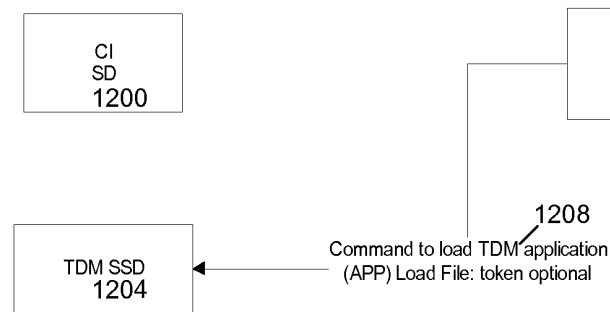 CI
SD
1200
1208
Command to load TDM application
(APP) Load File: token optional
TDM SSD
1204